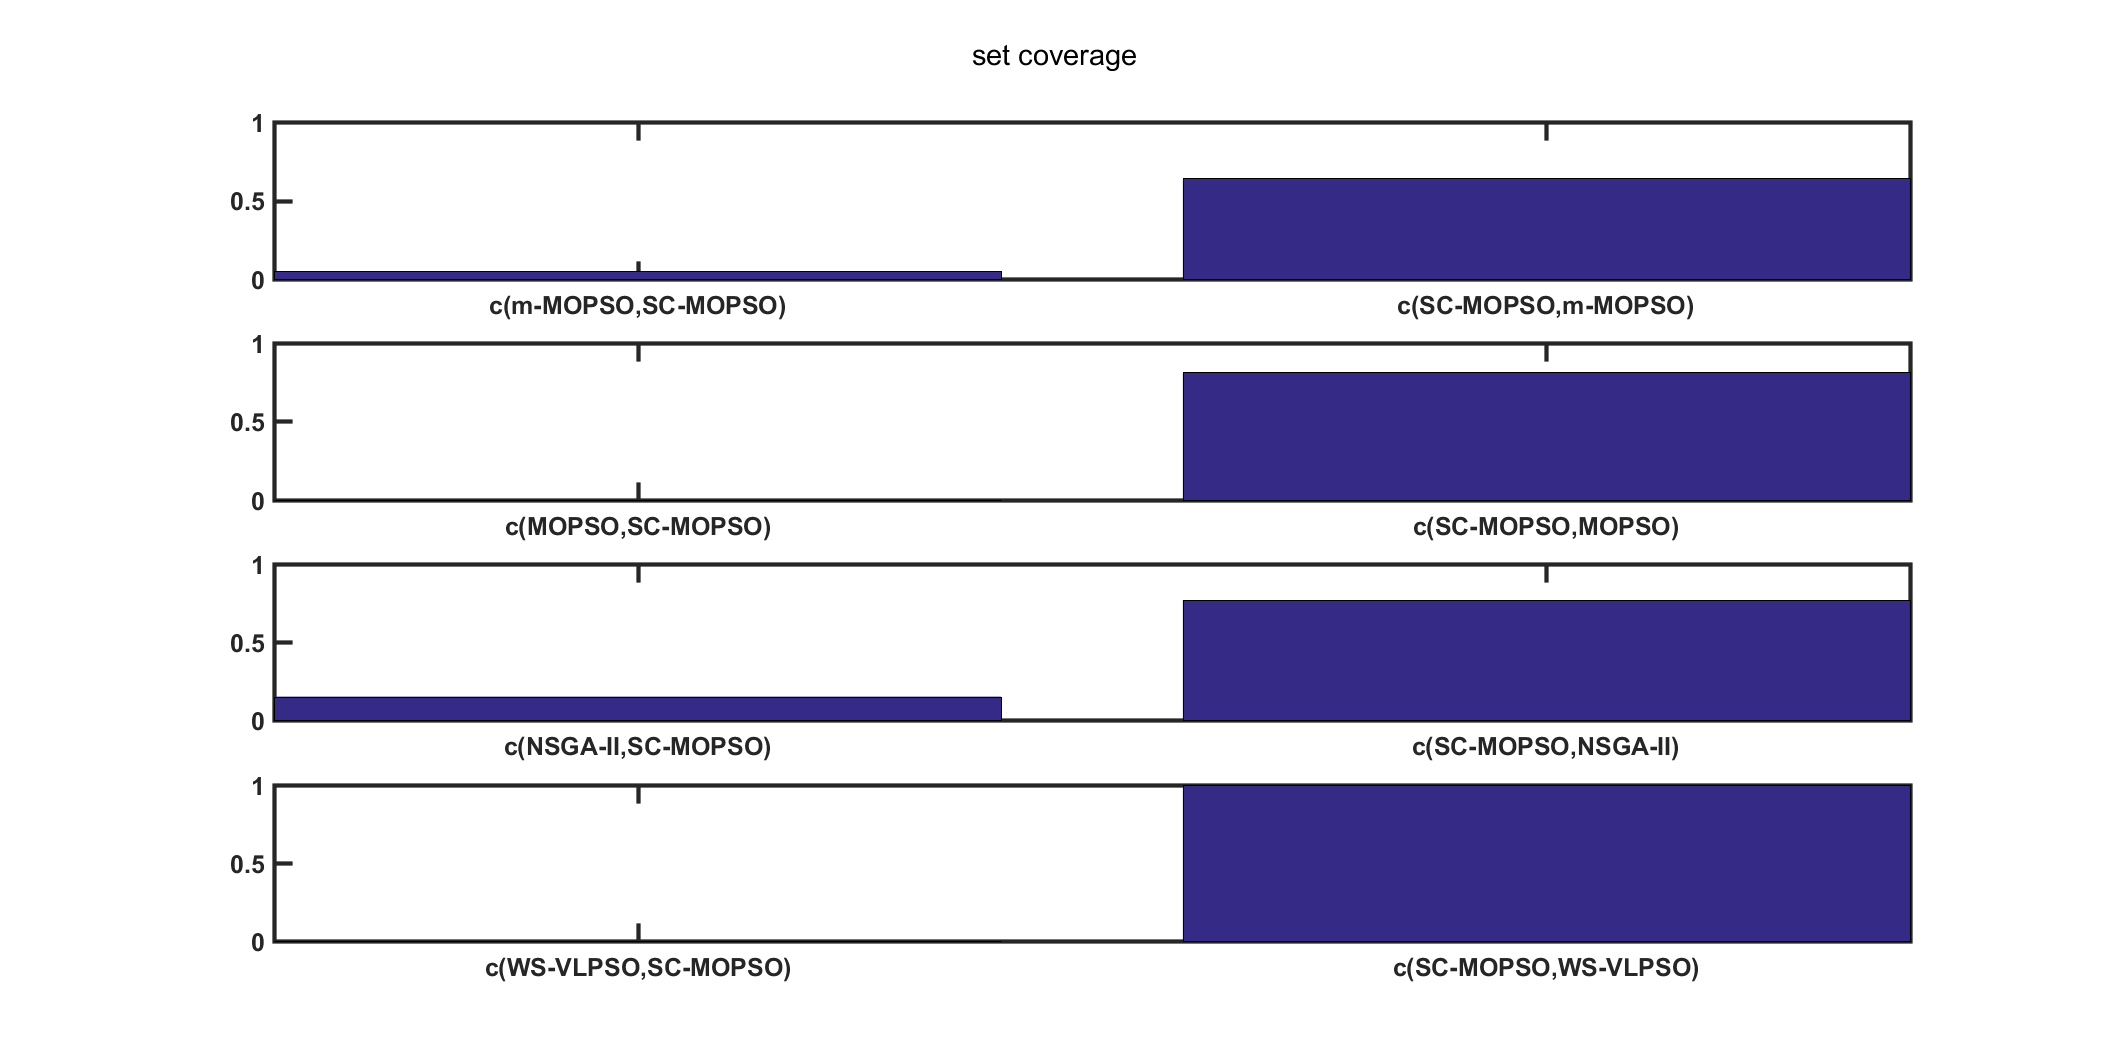 set coverage
1
0.5
0
c(m-MOPSO,SC-MOPSO) c(SC-MOPSO,m-MOPSO)
1
0.5
0
c(MOPSO,SC-MOPSO) c(SC-MOPSO,MOPSO)
1
0.5
0
c(NSGA-II,SC-MOPSO) c(SC-MOPSO,NSGA-II)
1
0.5
0
c(WS-VLPSO,SC-MOPSO) c(SC-MOPSO,WS-VLPSO)